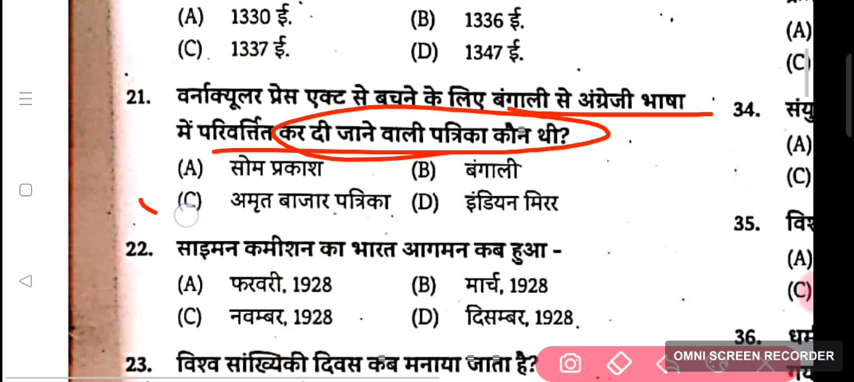 (A) 1330 ई. (B) 1336 ई.
(C) 1337 ई. (D) 1347 ई.
21. वर्नाक्यूलर प्रेस एक्ट से बचने के लिए बंगाली से अंग्रेजी भाषा
में परिवर्त्तित कर दी जाने वाली पत्रिका कौन थी?
(A) सोम प्रकाश (B) बंगाली
(C) अमृत बाजार पत्रिका (D) इंडियन मिरर
22. साइमन कमीशन का भारत आगमन कब हुआ -
(A) फरवरी, 1928 (B) मार्च, 1928
(C) नवम्बर, 1928 (D) दिसम्बर, 1928
23. विश्व सांख्यिकी दिवस कब मनाया जाता है?
(A)
(C)
34. संयु
(A)
(C)
35. विश
(A)
(C)
36. धर्म
OMNI SCREEN RECORDER